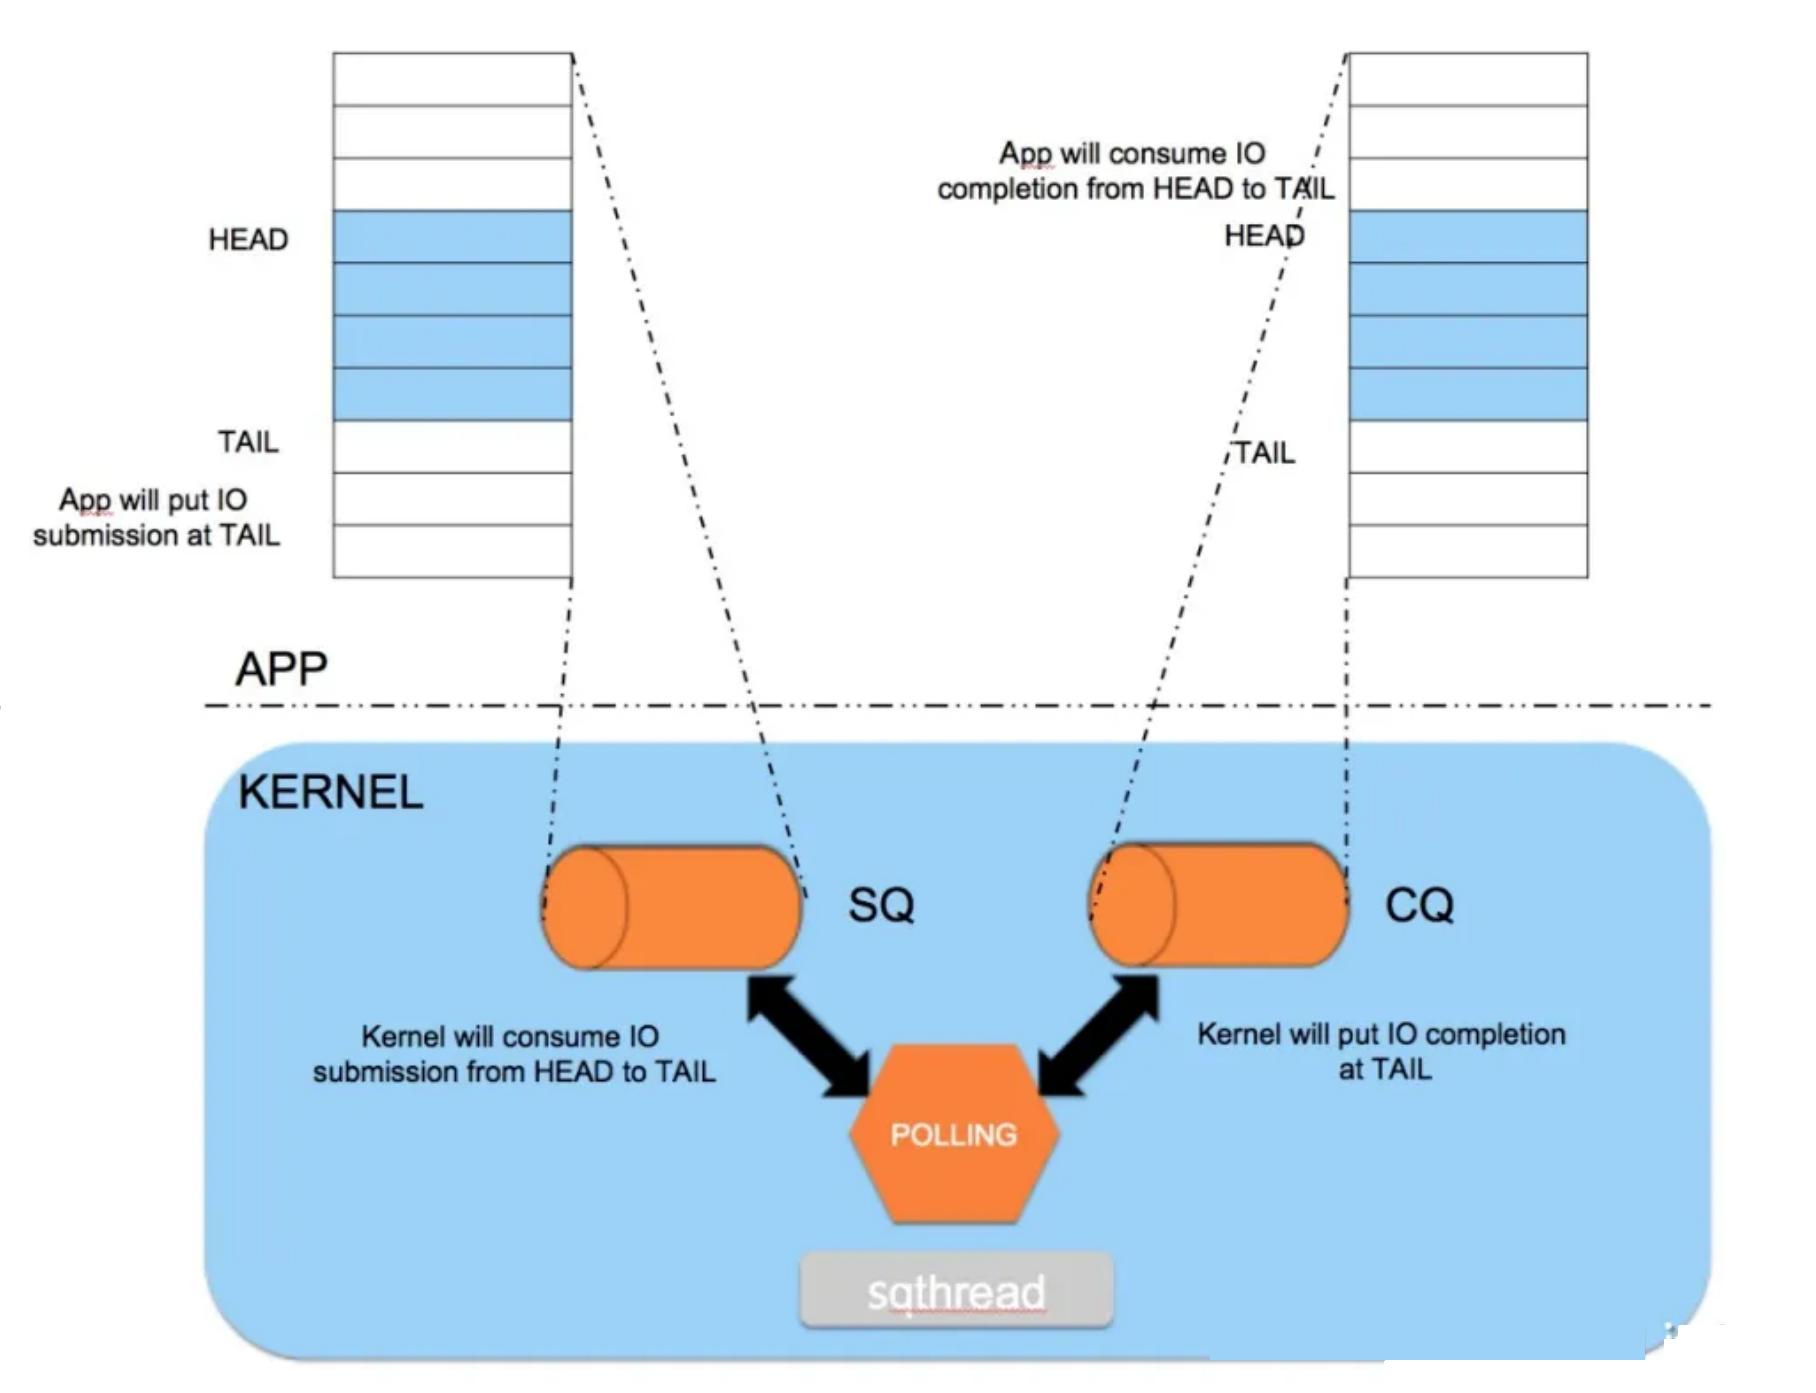 App will consume IO
completion from HEAD to TAIL
HEAD
HEAD
TAIL
TAIL
App will put IO
submission at TAIL
APP
KERNEL
SQ
CQ
Kernel will consume IO
submission from HEAD to TAIL
Kernel will put IO completion
at TAIL
POLLING
sqthread